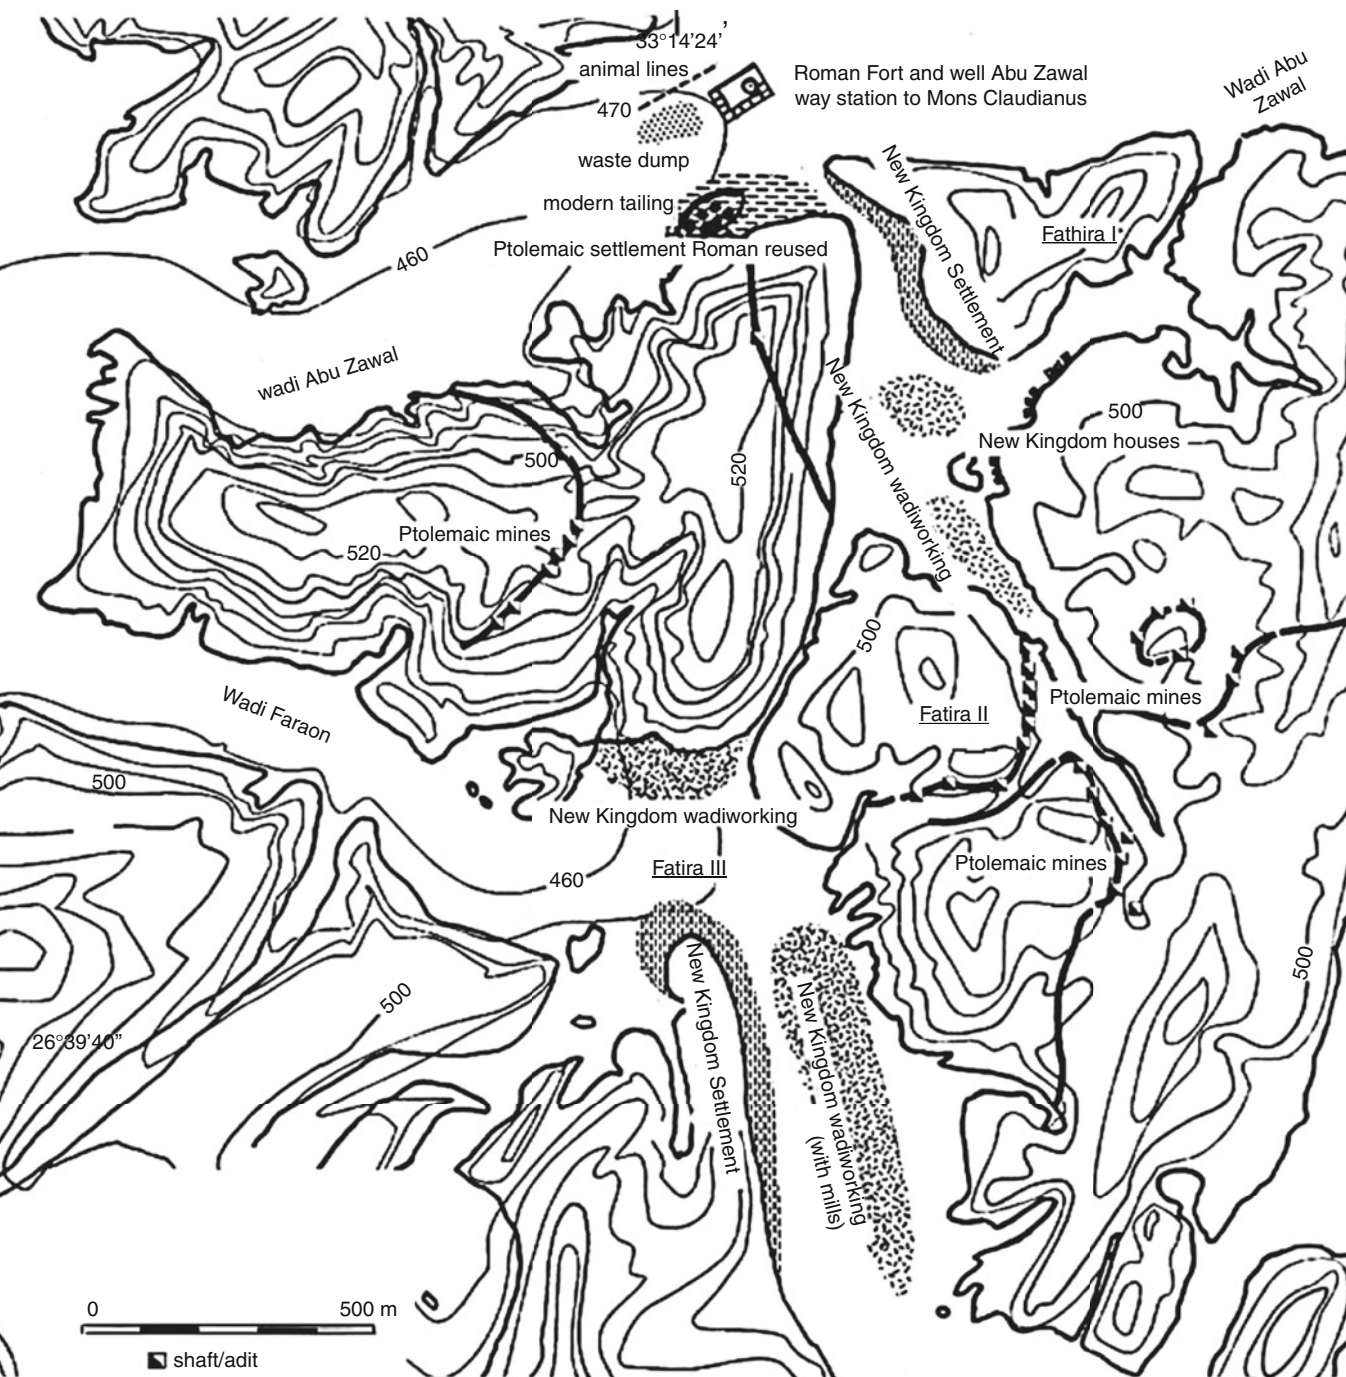 33°14'24'’
animal lines
Roman Fort and well Abu Zawal
way station to Mons Claudianus
Wadi Abu
Zawal
470
waste dump
modern tailing
New Kingdom Settlement
Fathira I
Ptolemaic settlement Roman reused
460
wadi Abu Zawal
New Kingdom wadiworking
500
New Kingdom houses
500
520
Ptolemaic mines
520
500
Wadi Faraon
Fatira II
Ptolemaic mines
500
New Kingdom wadiworking
Ptolemaic mines
460
Fatira III
500
500
New Kingdom Settlement
New Kingdom wadiworking
(with mills)
26°39'40”
0
500 m
shaft/adit